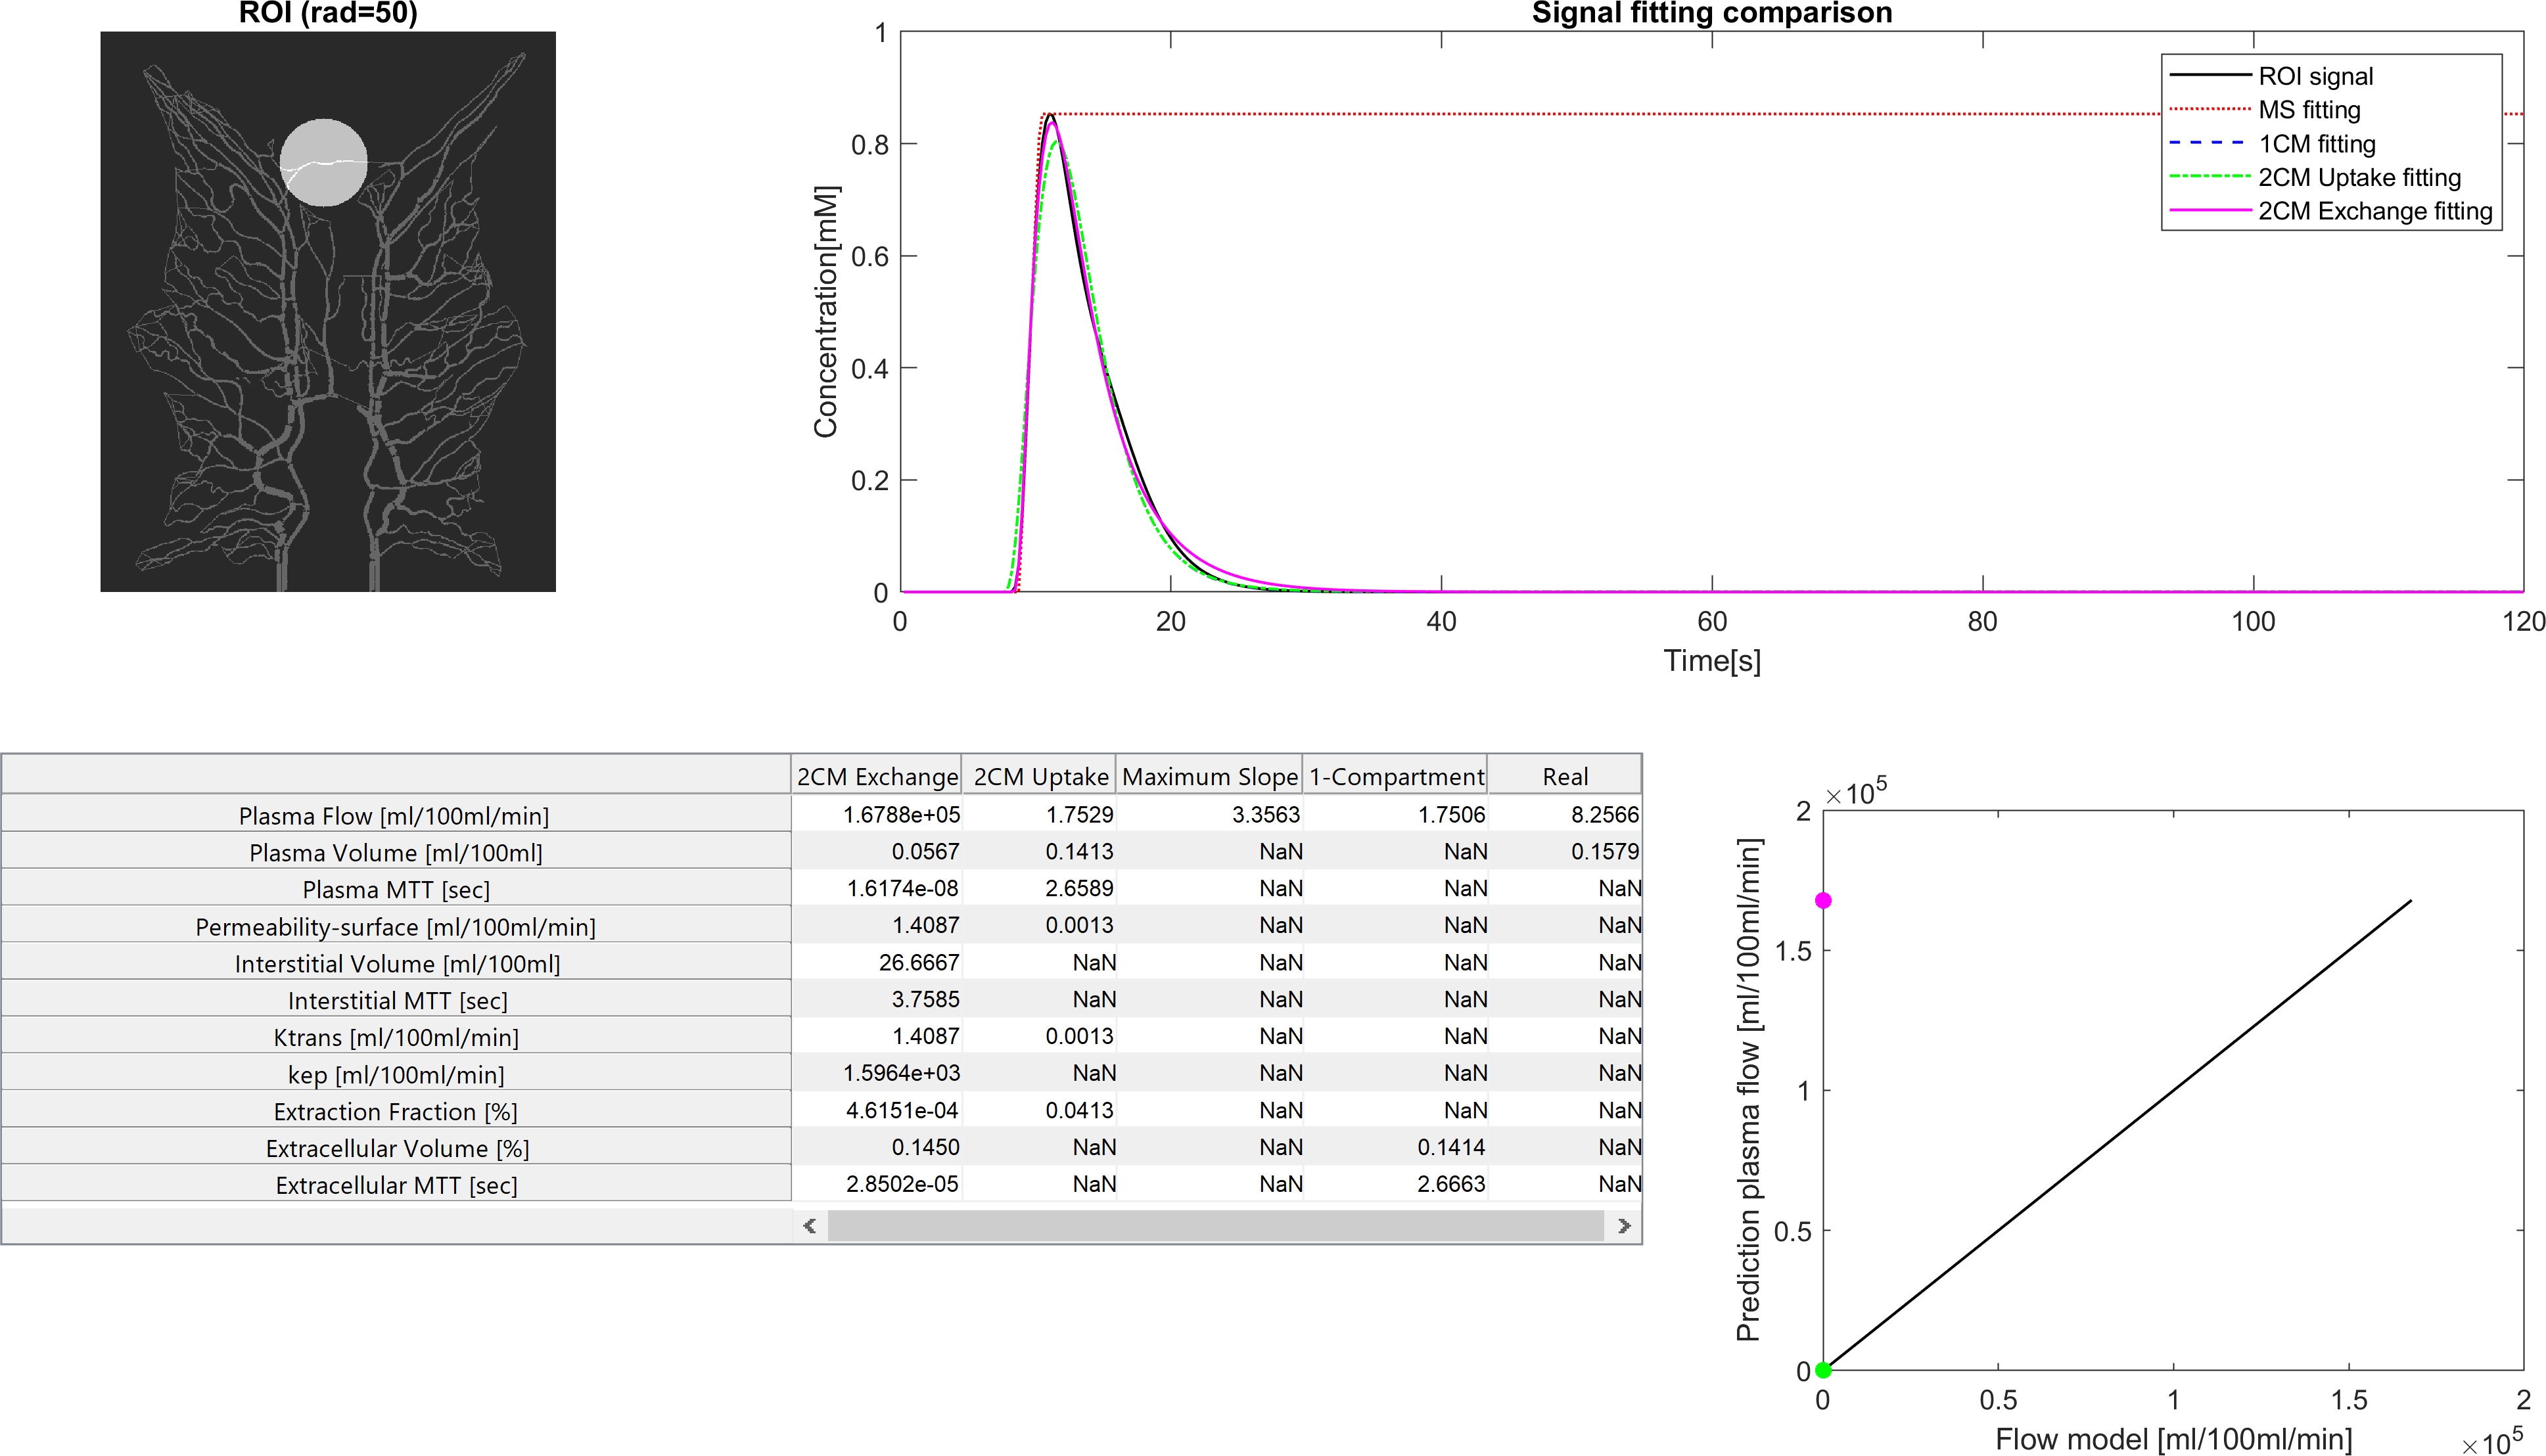 ROI (rad=50)
Signal fitting comparison
1
0.8
0.6
0.4
0.2
0
Concentration[mM]
0 20 40 60 80 100 120
Time[s]
ROI signal
MS fitting
1CM fitting
2CM Uptake fitting
2CM Exchange fitting
2CM Exchange 2CM Uptake Maximum Slope 1-Compartment Real
Plasma Flow [ml/100ml/min] 1.6788e+05 1.7529 3.3563 1.7506 8.2566
Plasma Volume [ml/100ml] 0.0567 0.1413 NaN NaN 0.1579
Plasma MTT [sec] 1.6174e-08 2.6589 NaN NaN NaN
Permeability-surface [ml/100ml/min] 1.4087 0.0013 NaN NaN NaN
Interstitial Volume [ml/100ml] 26.6667 NaN NaN NaN NaN
Interstitial MTT [sec] 3.7585 NaN NaN NaN NaN
Ktrans [ml/100ml/min] 1.4087 0.0013 NaN NaN NaN
kep [ml/100ml/min] 1.5964e+03 NaN NaN NaN NaN
Extraction Fraction [%] 4.6151e-04 0.0413 NaN NaN NaN
Extracellular Volume [%] 0.1450 NaN NaN 0.1414 NaN
Extracellular MTT [sec] 2.8502e-05 NaN NaN 2.6663 NaN
×10^5
2
1.5
1
0.5
0
Prediction plasma flow [ml/100ml/min]
0 0.5 1 1.5 2
Flow model [ml/100ml/min]
×10^5